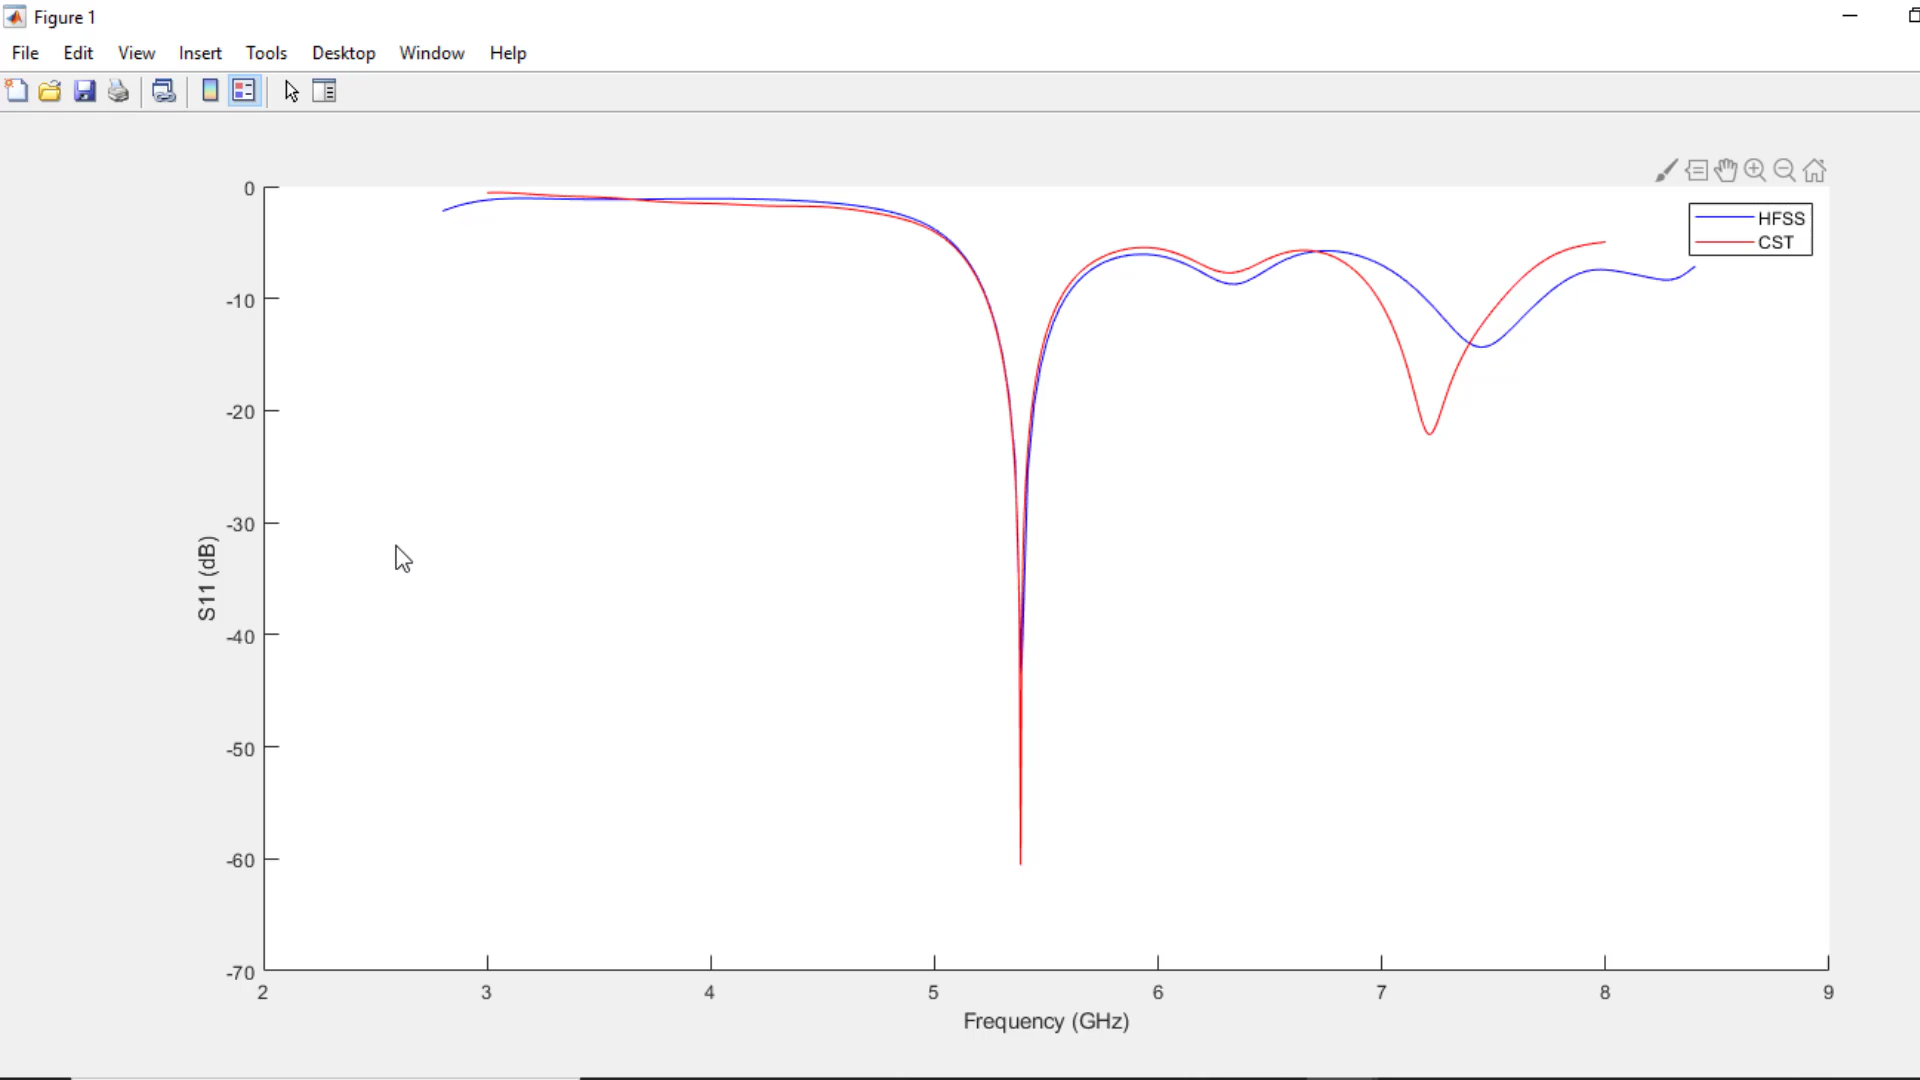 Figure 1
File Edit View Insert Tools Desktop Window Help
HFSS
CST
0
-10
-20
-30
-40
-50
-60
-70
S11 (dB)
2 3 4 5 6 7 8 9
Frequency (GHz)